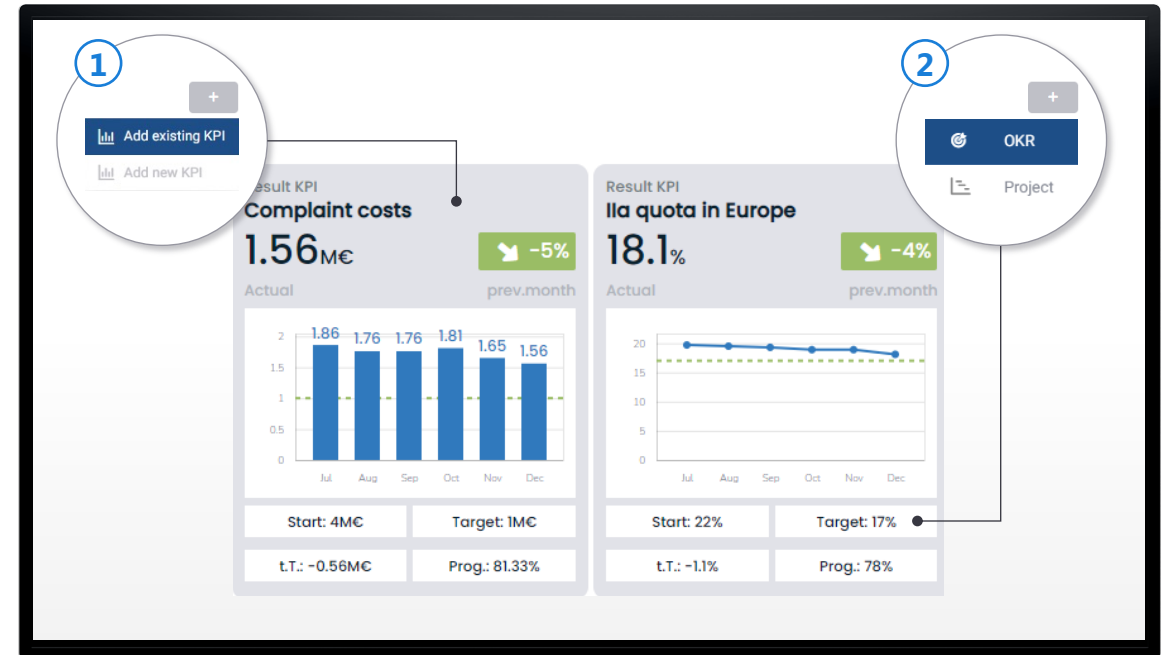 1
+
Add existing KPI
Add new KPI
2
+
OKR
Project
esult KPI
Complaint costs
1.56M€
-5%
Actual
prev.month
2
1.5
1
0.5
0
1.86
1.76
1.76
1.81
1.65
1.56
Jul
Aug
Sep
Oct
Nov
Dec
Start: 4M€
Target: 1M€
t.T.: -0.56M€
Prog.: 81.33%
Result KPI
IIa quota in Europe
18.1%
-4%
Actual
prev.month
20
15
10
5
0
Jul
Aug
Sep
Oct
Nov
Dec
Start: 22%
Target: 17%
t.T.: -1.1%
Prog.: 78%